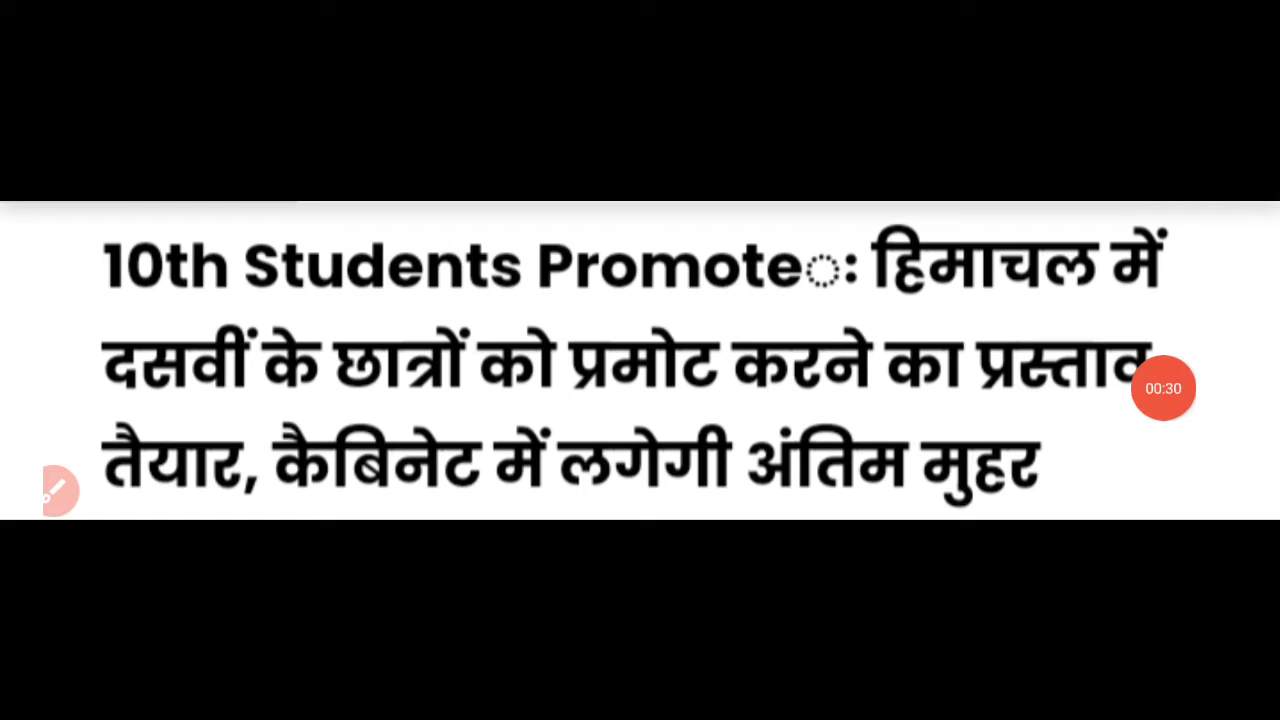 10th Students Promoteः हिमाचल में
दसवीं के छात्रों को प्रमोट करने का प्रस्ताव
00:30
तैयार, कैबिनेट में लगेगी अंतिम मुहर